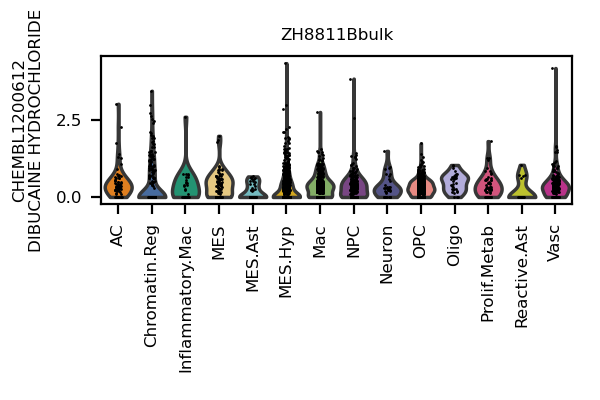 ZH8811Bbulk
CHEMBL1200612
DIBUCAINE HYDROCHLORIDE
2.5
0.0
AC
Chromatin.Reg
Inflammatory.Mac
MES
MES.Ast
MES.Hyp
Mac
NPC
Neuron
OPC
Oligo
Prolif.Metab
Reactive.Ast
Vasc